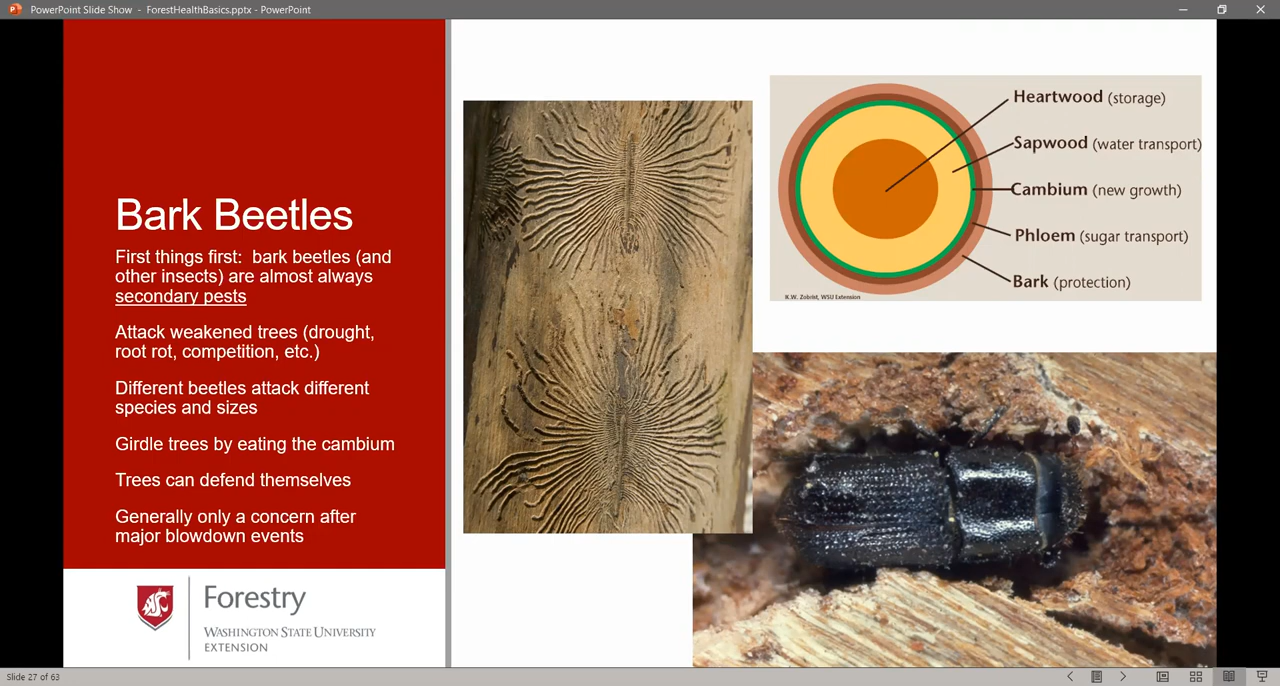 PowerPoint Slide Show - ForestHealthBasics.pptx - PowerPoint
Bark Beetles
First things first: bark beetles (and
other insects) are almost always
secondary pests
Attack weakened trees (drought,
root rot, competition, etc.)
Different beetles attack different
species and sizes
Girdle trees by eating the cambium
Trees can defend themselves
Generally only a concern after
major blowdown events
Forestry
WASHINGTON STATE UNIVERSITY
EXTENSION
Heartwood (storage)
Sapwood (water transport)
Cambium (new growth)
Phloem (sugar transport)
Bark (protection)
K.W. Zobrist, WSU Extension
Slide 27 of 63